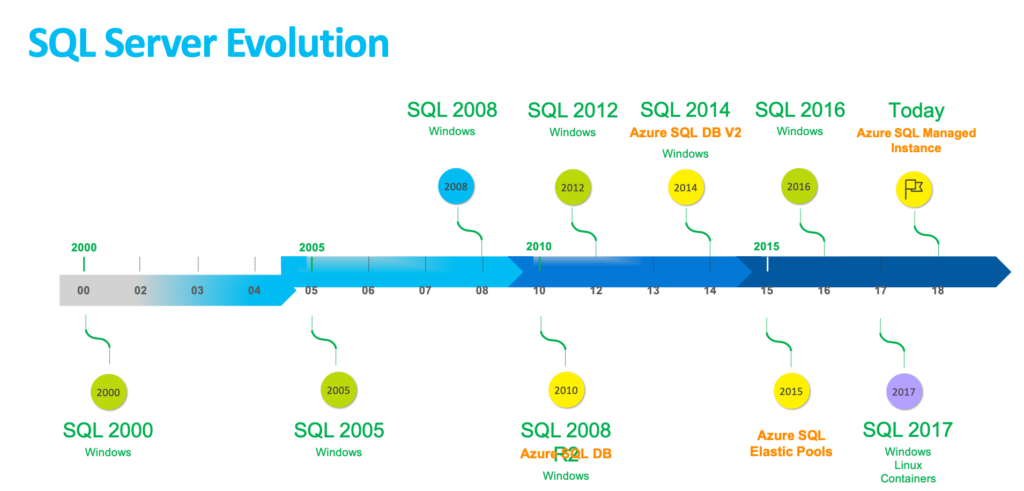 SQL Server Evolution
SQL 2008
Windows
SQL 2012
Windows
SQL 2014
Azure SQL DB V2
Windows
SQL 2016
Windows
Today
Azure SQL Managed
Instance
2008
2012
2014
2016
2000
2005
2010
2015
00 02 03 04 05 06 07 08 10 12 13 14 15 16 17 18
2000
SQL 2000
Windows
2005
SQL 2005
Windows
2010
SQL 2008
R2
Azure SQL DB
Windows
2015
Azure SQL
Elastic Pools
2017
SQL 2017
Windows
Linux
Containers